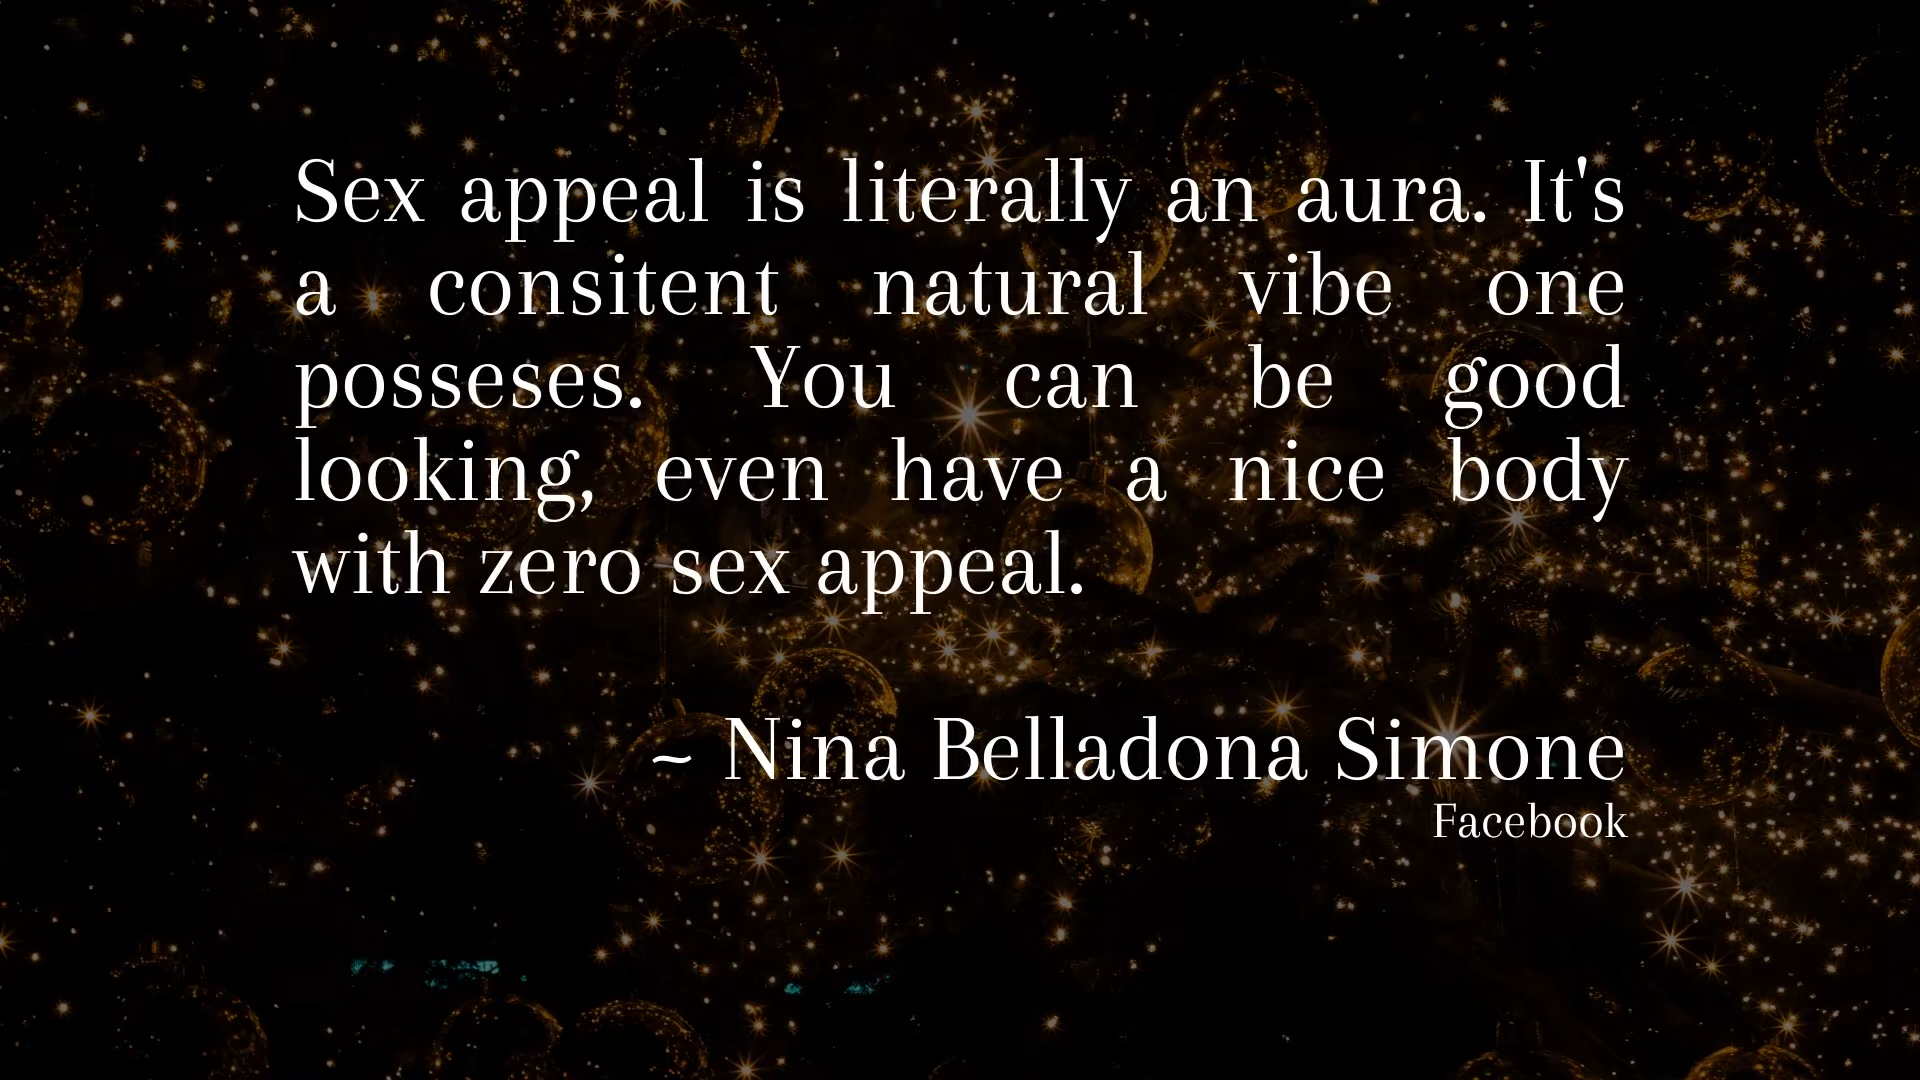 Sex appeal is literally an aura. It's
a consitent natural vibe one
posseses. You can be good
looking, even have a nice body
with zero sex appeal.
~ Nina Belladona Simone
Facebook